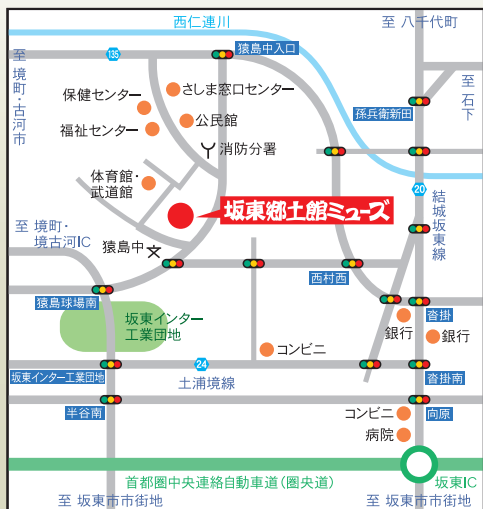 西仁連川
至 八千代町
135
猿島中入口
至 境町・古河市
保健センター
さしま窓口センター
孫兵衛新田
至 石下
福祉センター
公民館
消防分署
体育館・
武道館
20
結城坂東線
坂東郷土館ミューズ
至 境町・
境古河IC
猿島中
西村西
猿島球場南
沓掛
坂東インター
工業団地
銀行
銀行
コンビニ
坂東インター工業団地
24
土浦境線
沓掛南
半谷南
コンビニ
向原
病院
首都圏中央連絡自動車道(圏央道)
坂東IC
至 坂東市市街地
至 坂東市市街地